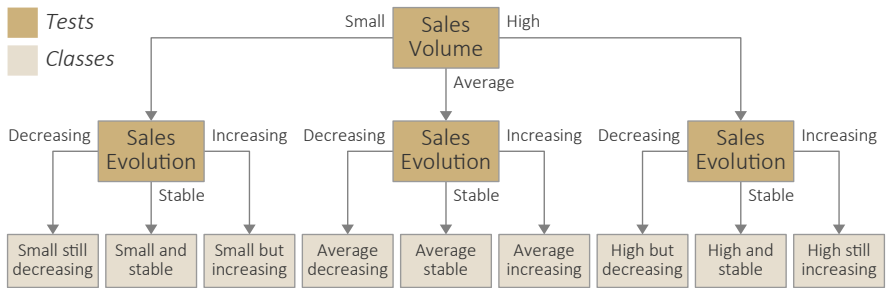 Tests
Classes
Small
Sales
Volume
High
Average
Decreasing
Sales
Evolution
Increasing
Stable
Decreasing
Sales
Evolution
Increasing
Stable
Decreasing
Sales
Evolution
Increasing
Stable
Small still
decreasing
Small and
stable
Small but
increasing
Average
decreasing
Average
stable
Average
increasing
High but
decreasing
High and
stable
High still
increasing